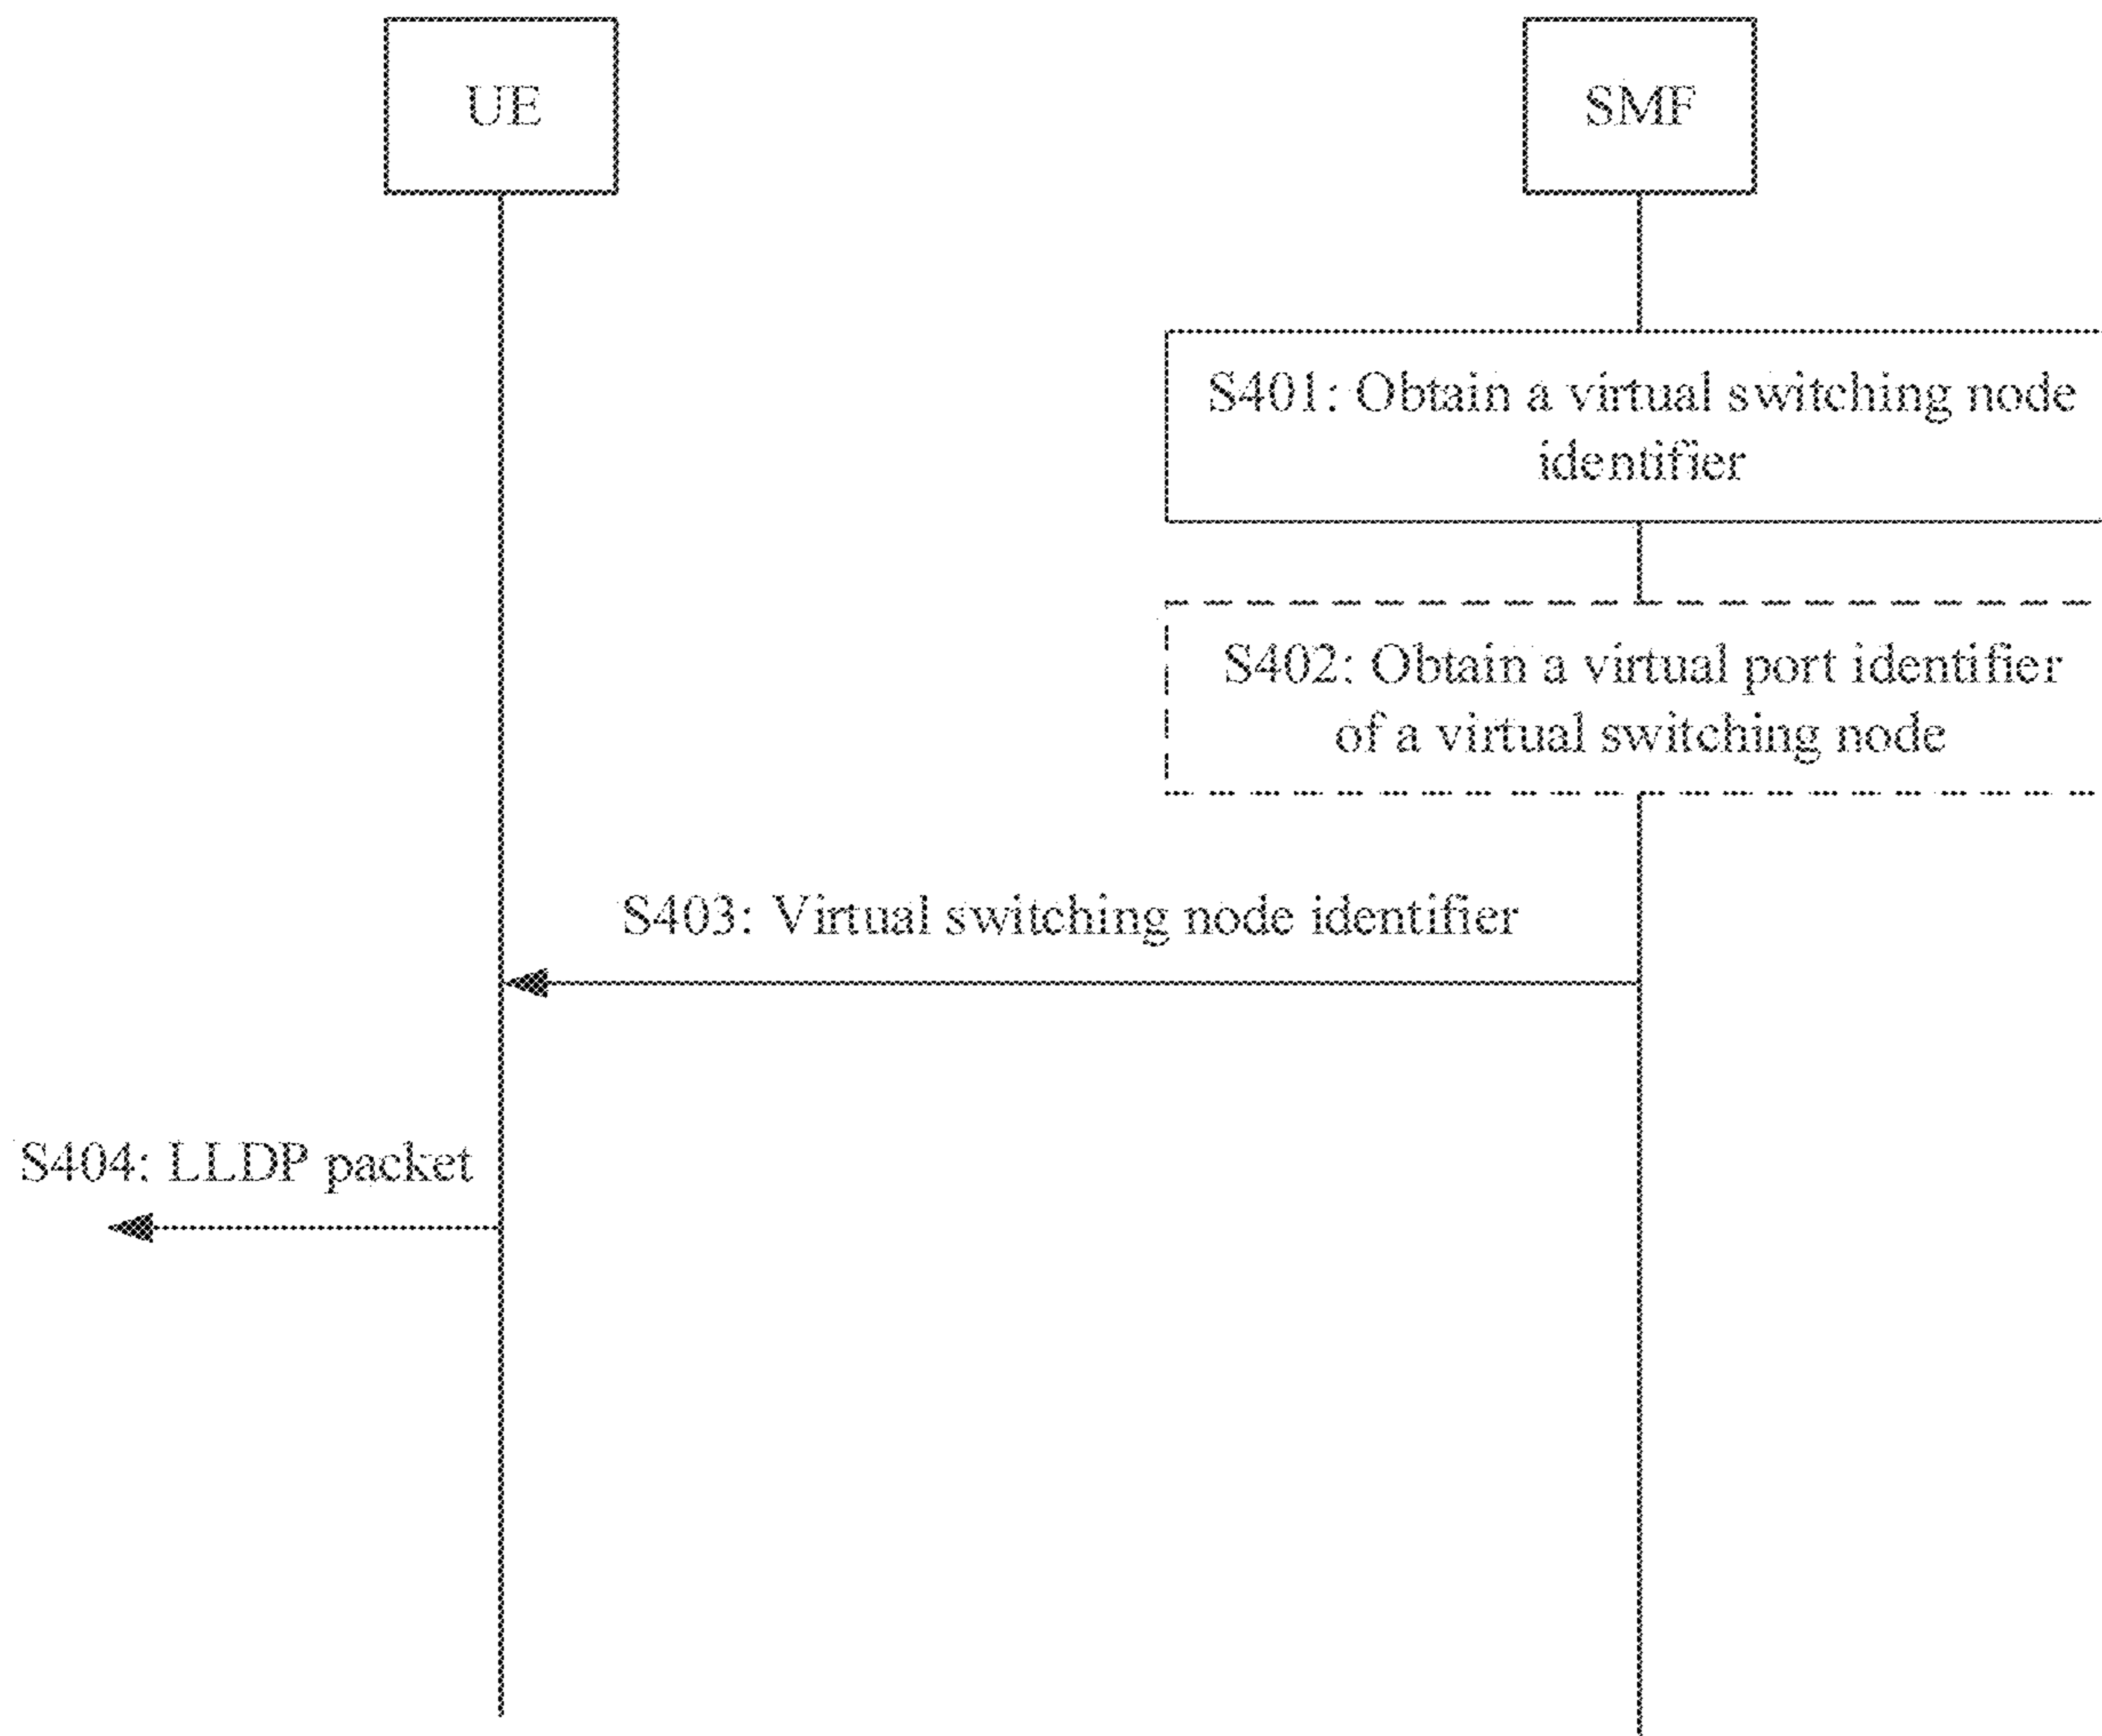 UE
SMF
S401: Obtain a virtual switching node
identifier
S402: Obtain a virtual port identifier
of a virtual switching node
S403: Virtual switching node identifier
S404: LLDP packet